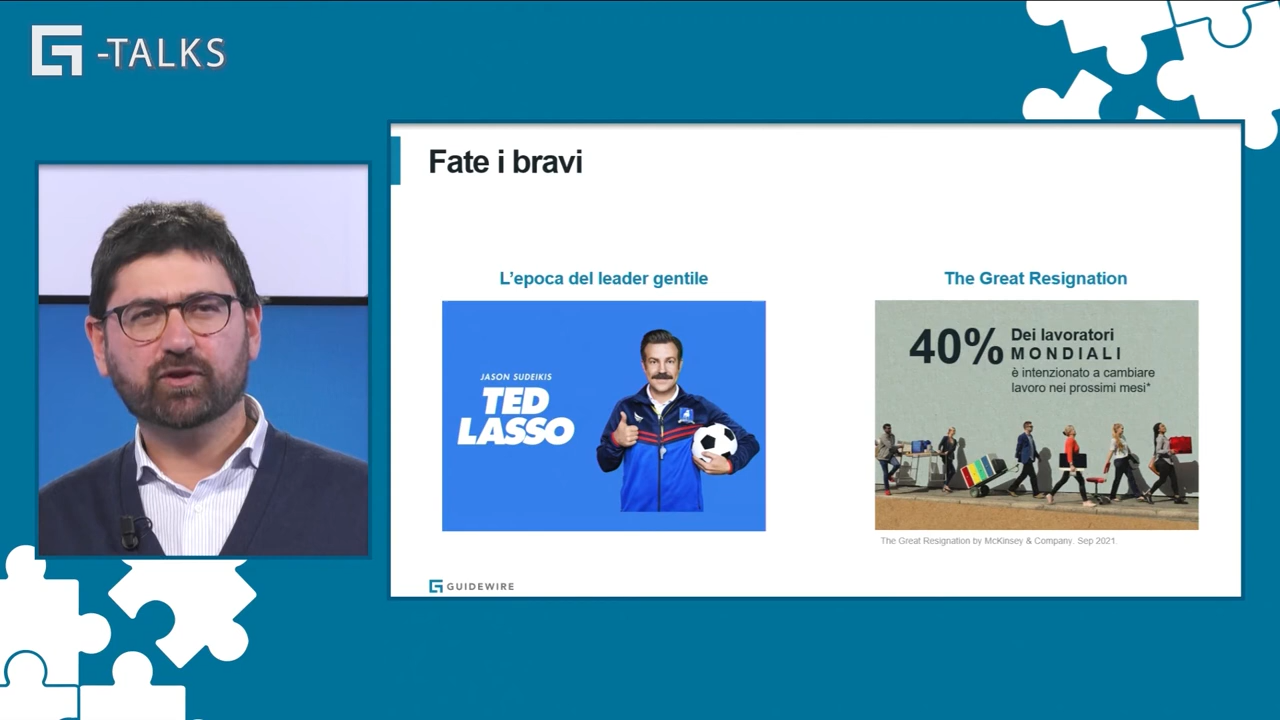 -TALKS
Fate i bravi
L'epoca del leader gentile
JASON SUDEIKIS
TED
LASSO
The Great Resignation
40% Dei lavoratori
MONDIALI
è intenzionato a cambiare
lavoro nei prossimi mesi*
The Great Resignation by McKinsey & Company. Sep 2021.
GUIDEWIRE